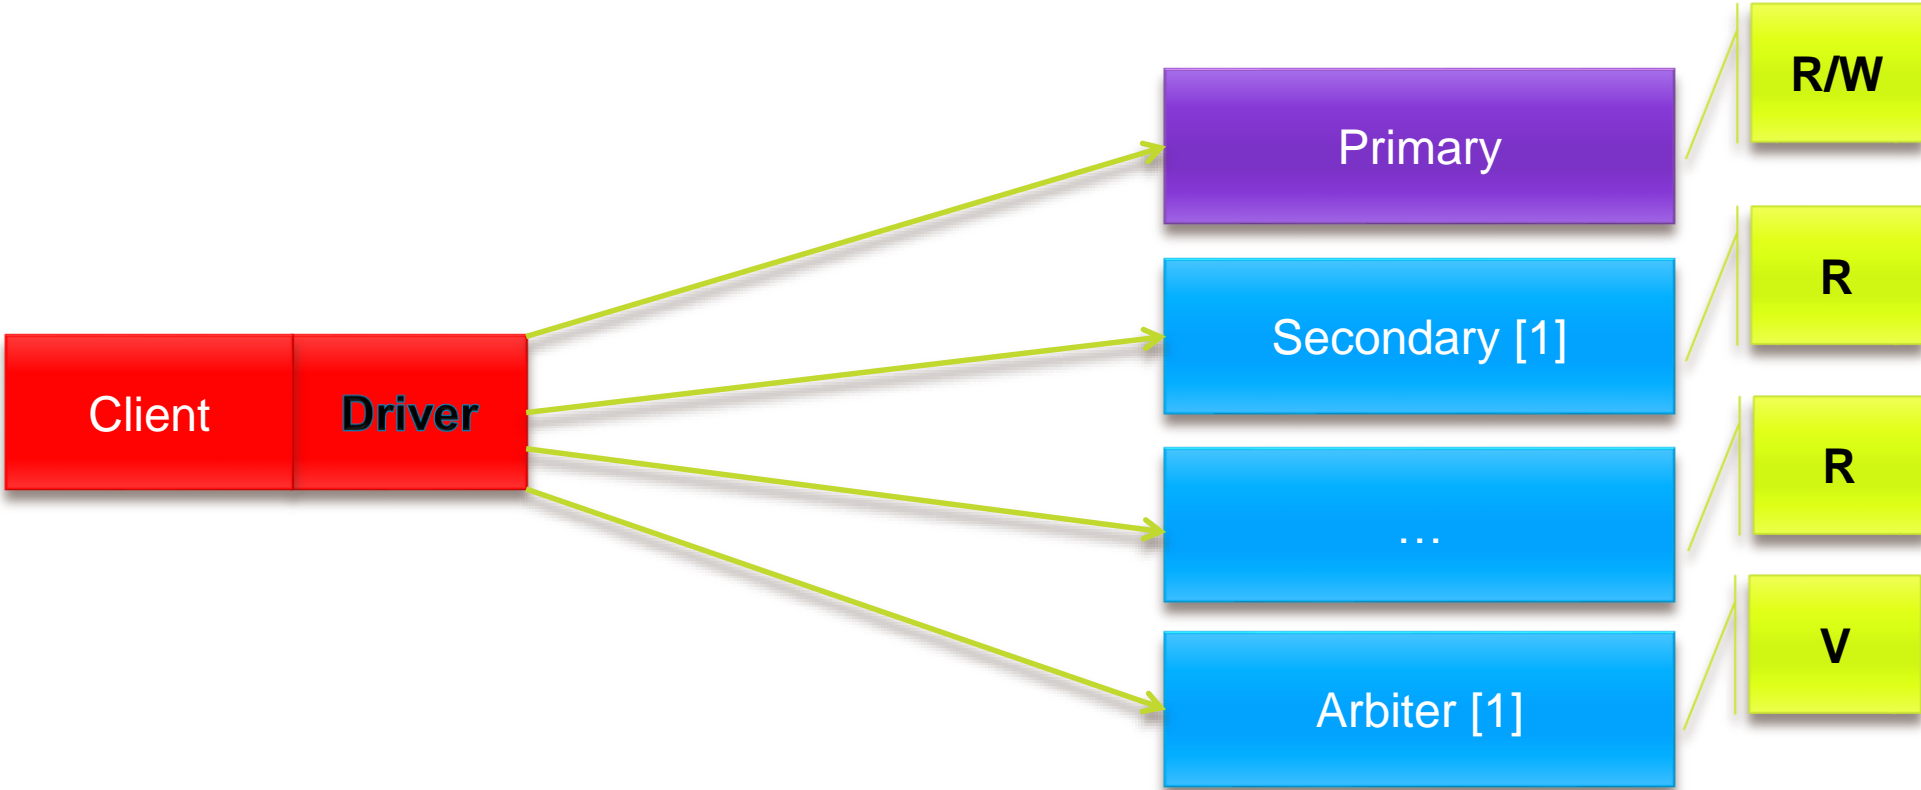 R/W
Primary
R
Secondary [1]
Client
Driver
R
…
V
Arbiter [1]